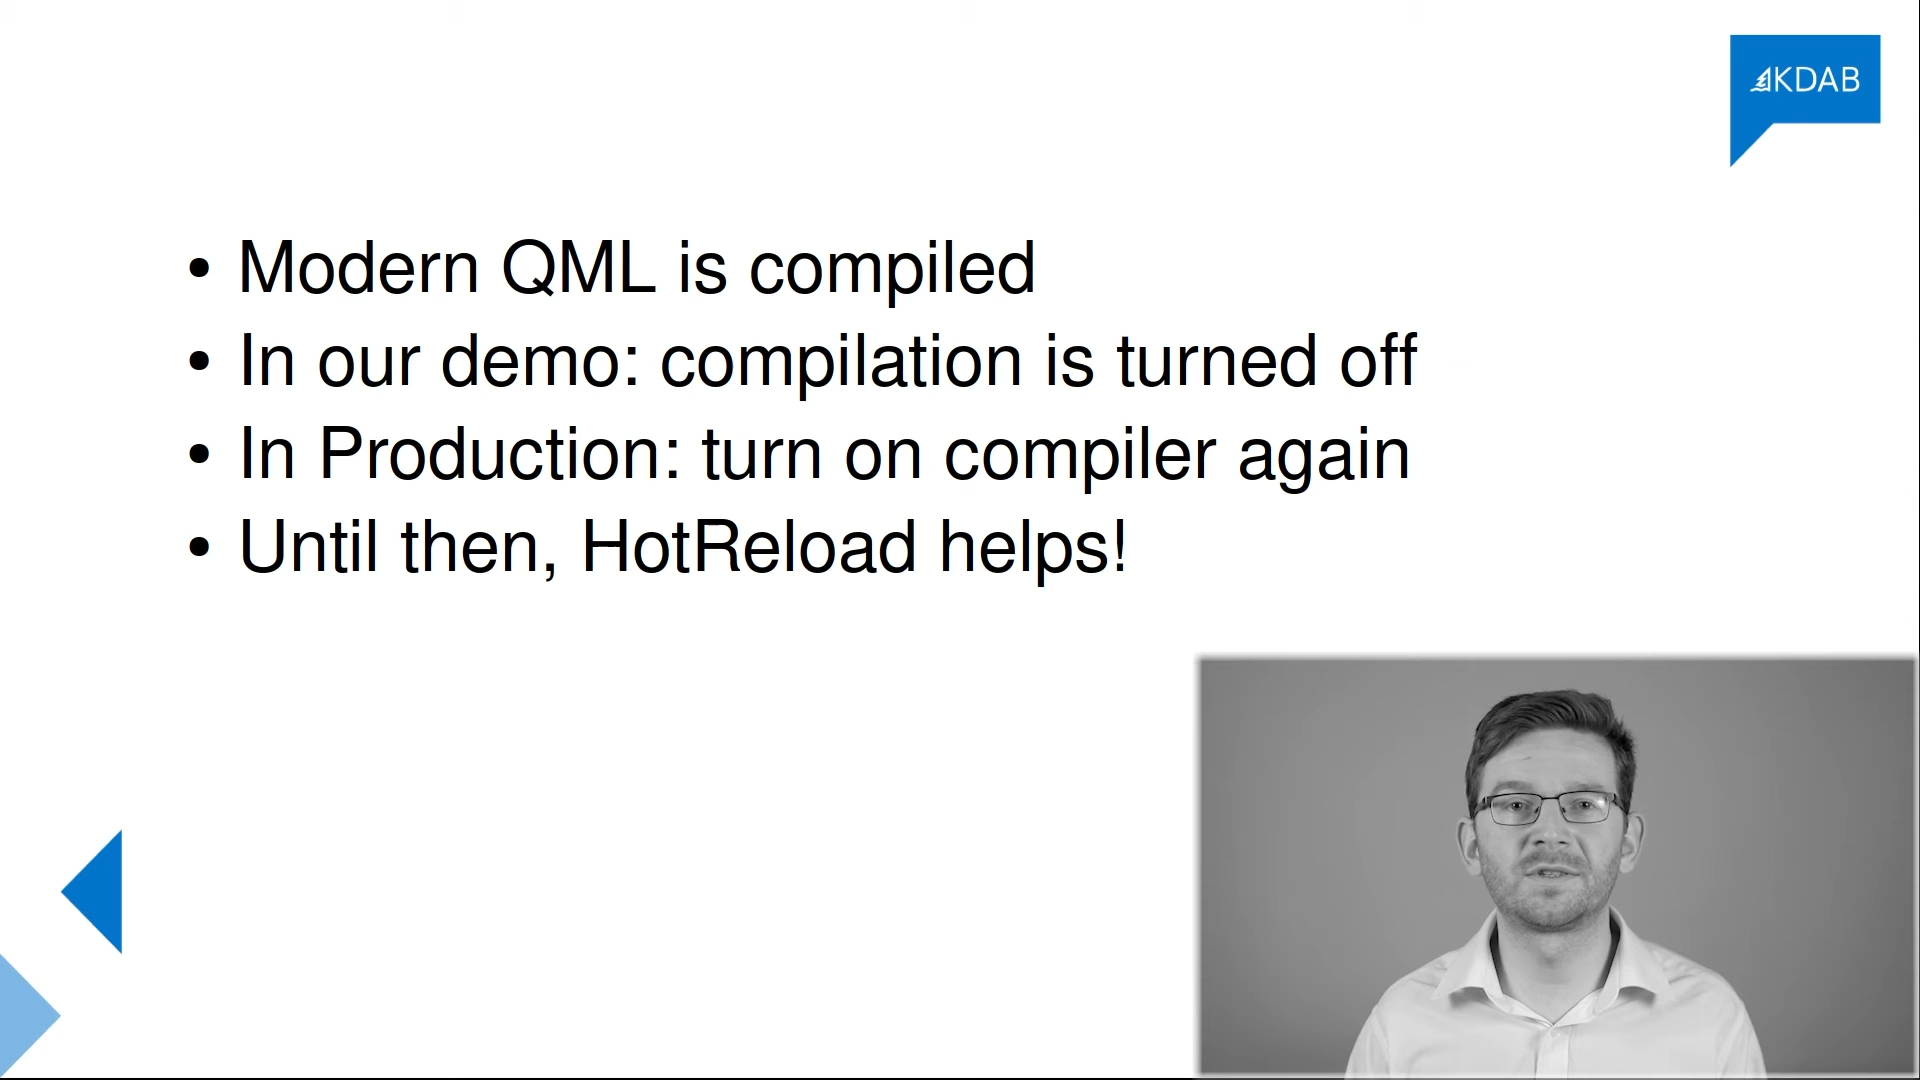 KDAB
• Modern QML is compiled
• In our demo: compilation is turned off
• In Production: turn on compiler again
• Until then, HotReload helps!